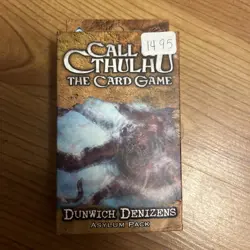 CALL OF
CTHULHU
14.95
THE CARD GAME
DUNWICH DENIZENS
ASYLUM PACK